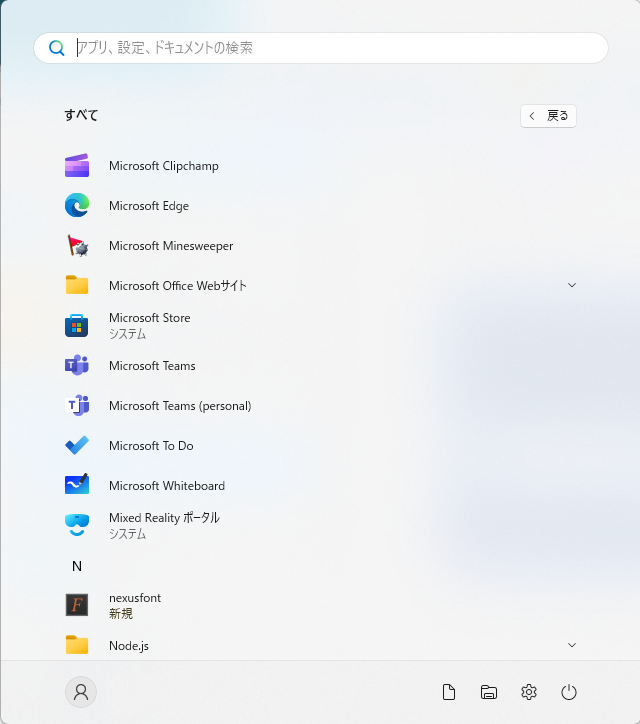 アプリ、設定、ドキュメントの検索
すべて
戻る
Microsoft Clipchamp
Microsoft Edge
Microsoft Minesweeper
Microsoft Office Webサイト
Microsoft Store
システム
Microsoft Teams
Microsoft Teams (personal)
Microsoft To Do
Microsoft Whiteboard
Mixed Reality ポータル
システム
N
nexusfont
新規
Node.js